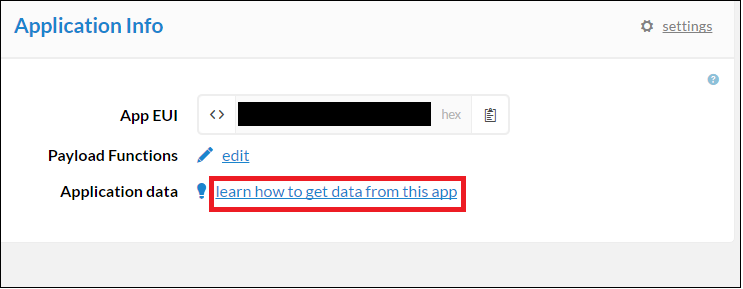 Application Info
settings
App EUI
hex
Payload Functions edit
Application data learn how to get data from this app